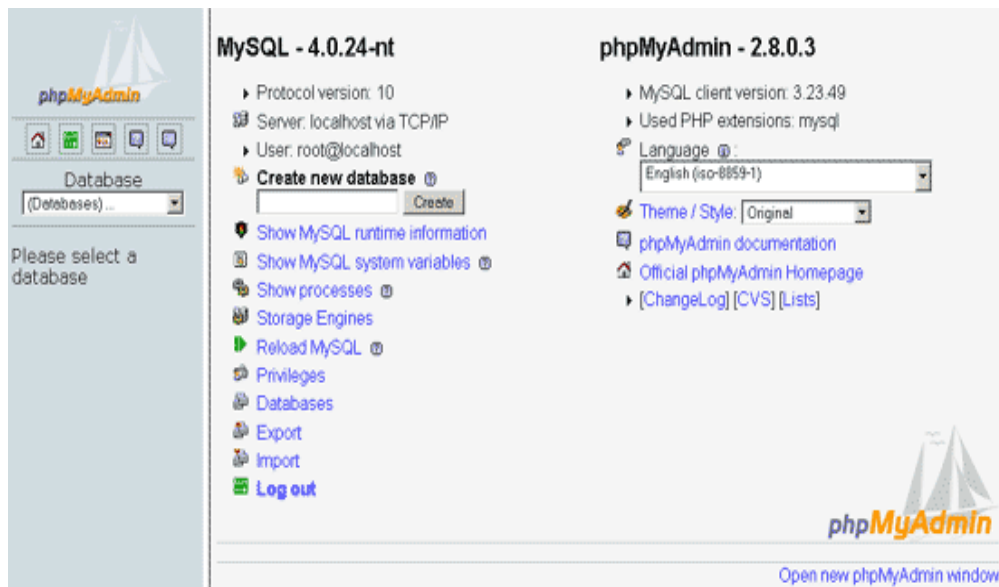 phpMyAdmin
Database
(Databases) ...
Please select a
database
MySQL - 4.0.24-nt
Protocol version: 10
Server: localhost via TCP/IP
User: root@localhost
Create new database
Create
Show MySQL runtime information
Show MySQL system variables
Show processes
Storage Engines
Reload MySQL
Privileges
Databases
Export
Import
Log out
phpMyAdmin - 2.8.0.3
MySQL client version: 3.23.49
Used PHP extensions: mysql
Language :
English (iso-8859-1)
Theme / Style: Original
phpMyAdmin documentation
Official phpMyAdmin Homepage
[ChangeLog] [CVS] [Lists]
phpMyAdmin
Open new phpMyAdmin window